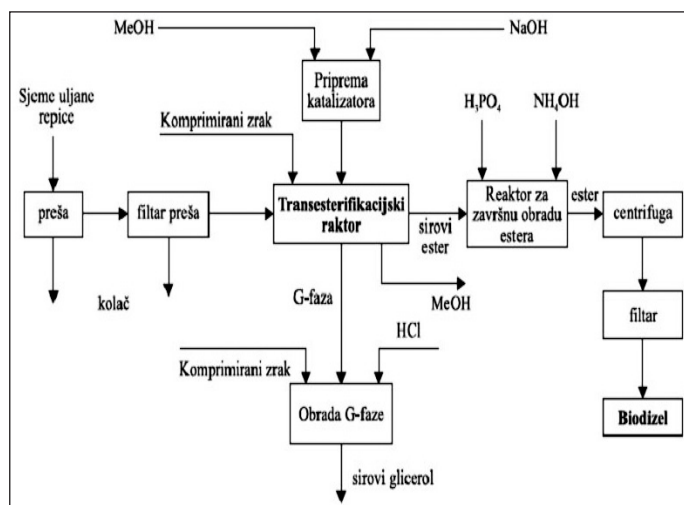 MeOH
NaOH
Priprema
katalizatora
Sjeme uljane
repice
Komprimirani zrak
H₃PO₄
NH₄OH
preša
filtar preša
Transesterifikacijski
raktor
sirovi
ester
Reaktor za
završnu obradu
estera
ester
centrifuga
kolač
G-faza
MeOH
filtar
HCl
Komprimirani zrak
Obrada G-faze
Biodizel
sirovi glicerol